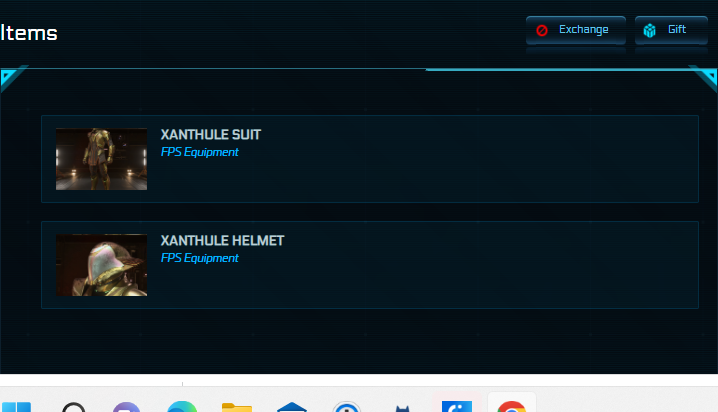 Items
Exchange
Gift
XANTHULE SUIT
FPS Equipment
XANTHULE HELMET
FPS Equipment